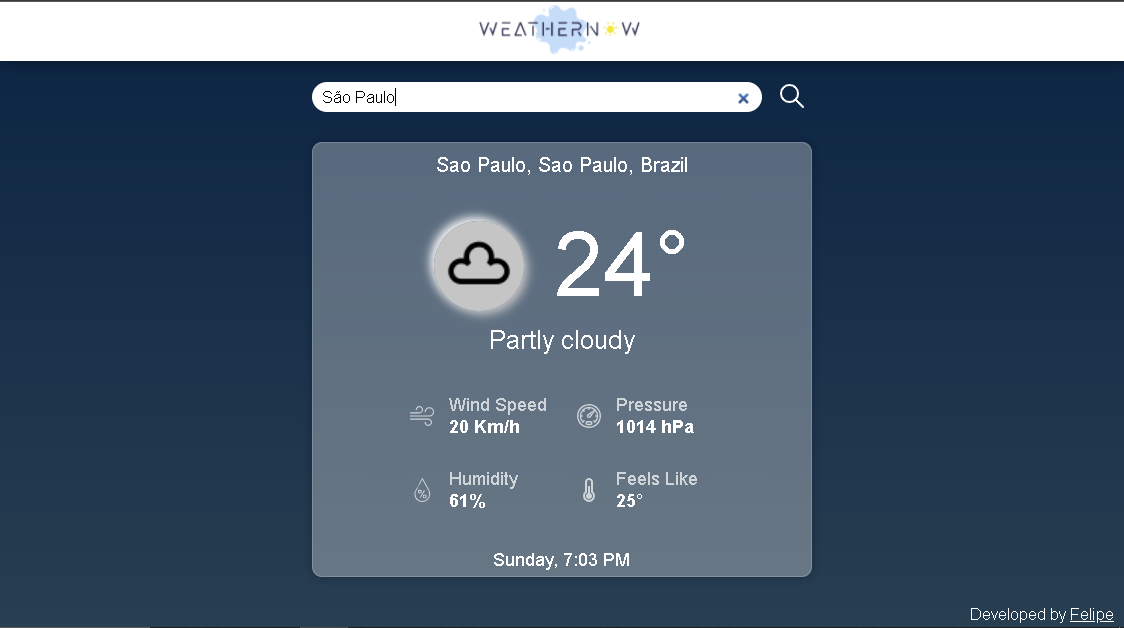 WEATHERNOW
São Paulo
Sao Paulo, Sao Paulo, Brazil
24°
Partly cloudy
Wind Speed
20 Km/h
Pressure
1014 hPa
Humidity
61%
Feels Like
25°
Sunday, 7:03 PM
Developed by Felipe